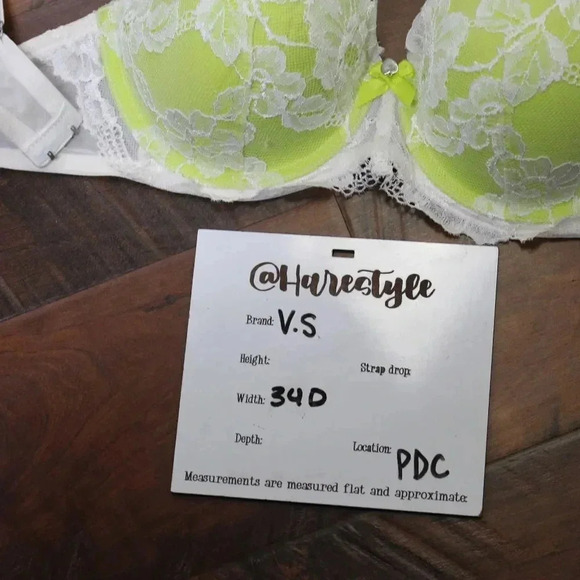 @Harestyle
Brand: V.S
Height: Strap drop:
Width: 34D
Depth: Location: PDC
Measurements are measured flat and approximate.